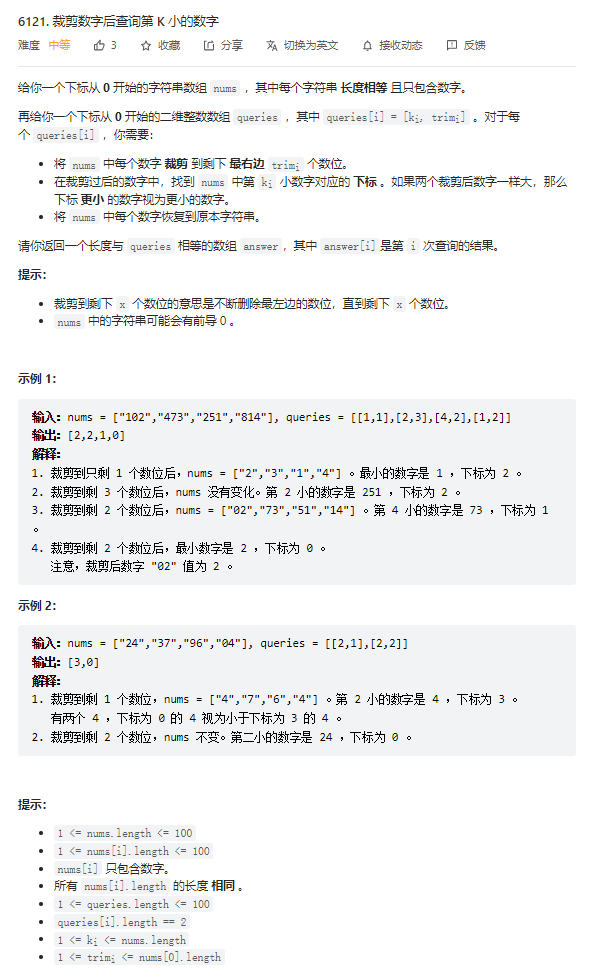 6121. 裁剪数字后查询第 K 小的数字
难度 中等 3 收藏 分享 切换为英文 接收动态 反馈
给你一个下标从 0 开始的字符串数组 nums ，其中每个字符串 长度相等 且只包含数字。
再给你一个下标从 0 开始的二维整数数组 queries ，其中 queries[i] = [ki, trimi] 。对于每
个 queries[i] ，你需要：
将 nums 中每个数字 裁剪 到剩下 最右边 trimi 个数位。
在裁剪过后的数字中，找到 nums 中第 ki 小数字对应的 下标 。如果两个裁剪后数字一样大，那么
下标 更小 的数字视为更小的数字。
将 nums 中每个数字恢复到原本字符串。
请你返回一个长度与 queries 相等的数组 answer，其中 answer[i] 是第 i 次查询的结果。
提示：
裁剪到剩下 x 个数位的意思是不断删除最左边的数位，直到剩下 x 个数位。
nums 中的字符串可能会有前导 0 。
示例 1：
输入：nums = ["102","473","251","814"], queries = [[1,1],[2,3],[4,2],[1,2]]
输出：[2,2,1,0]
解释：
1. 裁剪到只剩 1 个数位后，nums = ["2","3","1","4"] 。最小的数字是 1 ，下标为 2 。
2. 裁剪到剩 3 个数位后，nums 没有变化。第 2 小的数字是 251 ，下标为 2 。
3. 裁剪到剩 2 个数位后，nums = ["02","73","51","14"] 。第 4 小的数字是 73 ，下标为 1
。
4. 裁剪到剩 2 个数位后，最小数字是 2 ，下标为 0 。
注意，裁剪后数字 "02" 值为 2 。
示例 2：
输入：nums = ["24","37","96","04"], queries = [[2,1],[2,2]]
输出：[3,0]
解释：
1. 裁剪到剩 1 个数位，nums = ["4","7","6","4"] 。第 2 小的数字是 4 ，下标为 3 。
有两个 4 ，下标为 0 的 4 视为小于下标为 3 的 4 。
2. 裁剪到剩 2 个数位，nums 不变。第二小的数字是 24 ，下标为 0 。
提示：
1 <= nums.length <= 100
1 <= nums[i].length <= 100
nums[i] 只包含数字。
所有 nums[i].length 的长度 相同 。
1 <= queries.length <= 100
queries[i].length == 2
1 <= ki <= nums.length
1 <= trimi <= nums[0].length